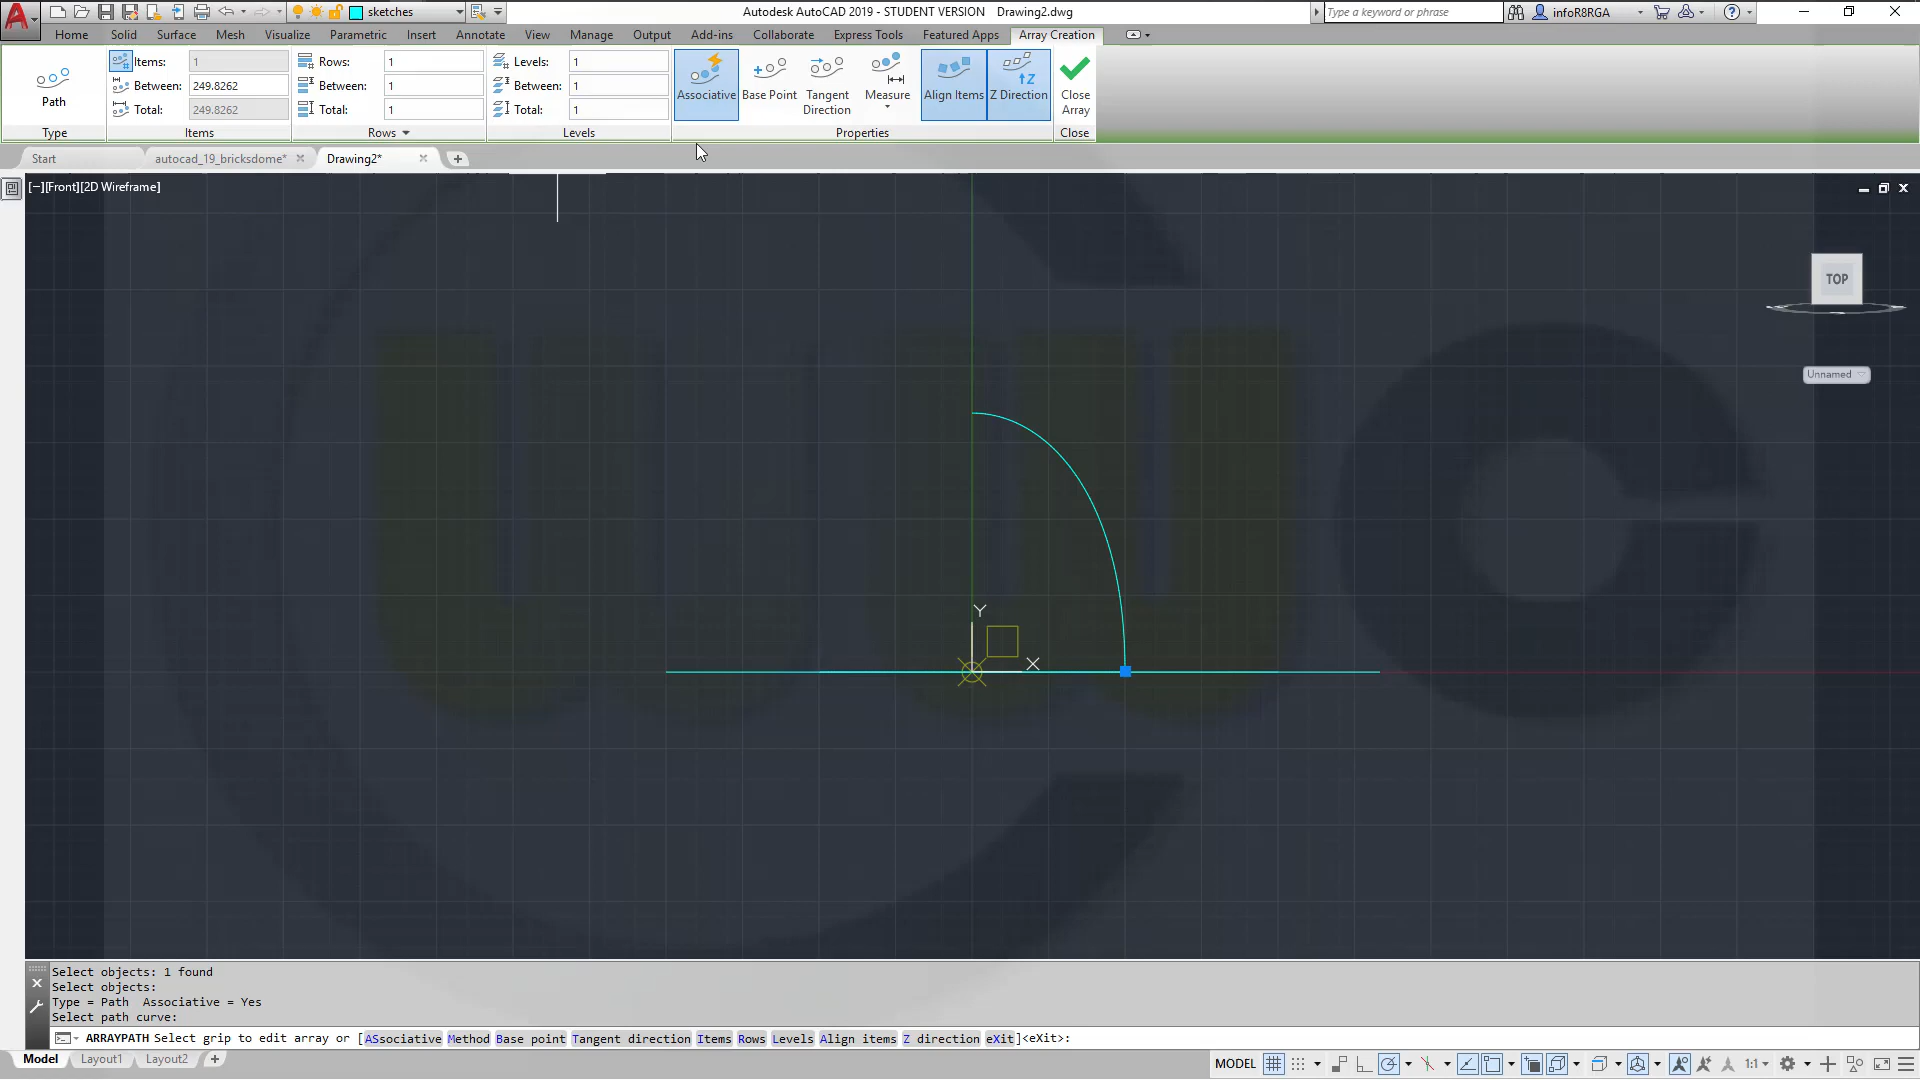 sketches
Autodesk AutoCAD 2019 - STUDENT VERSION Drawing2.dwg
Type a keyword or phrase
infoR8RGA
Home Solid Surface Mesh Visualize Parametric Insert Annotate View Manage Output Add-ins Collaborate Express Tools Featured Apps Array Creation
Items: 1 Rows: 1 Levels: 1
Between: 249.8262 Between: 1 Between: 1
Total: 249.8262 Total: 1 Total: 1
Path
Associative Base Point Tangent Direction Measure Align Items Z Direction Close Array
Type Items Rows Levels Properties Close
Start autocad_19_bricksdome* Drawing2*
[−][Front][2D Wireframe]
TOP
Unnamed
Y
X
Select objects: 1 found
Select objects:
Type = Path Associative = Yes
Select path curve:
ARRAYPATH Select grip to edit array or [ASsociative Method Base point Tangent direction Items Rows Levels Align items Z direction eXit]<eXit>:
Model Layout1 Layout2
MODEL 1:1